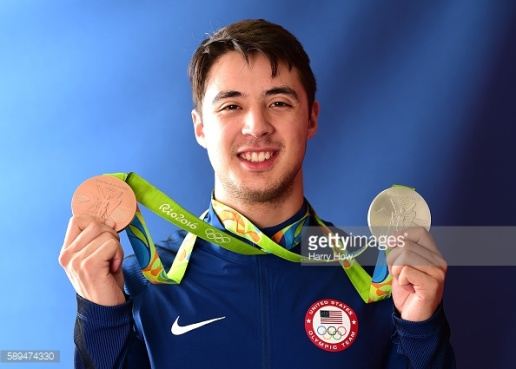 Rio2016
gettyimages®
Harry How
UNITED STATES
OLYMPIC TEAM
589474330